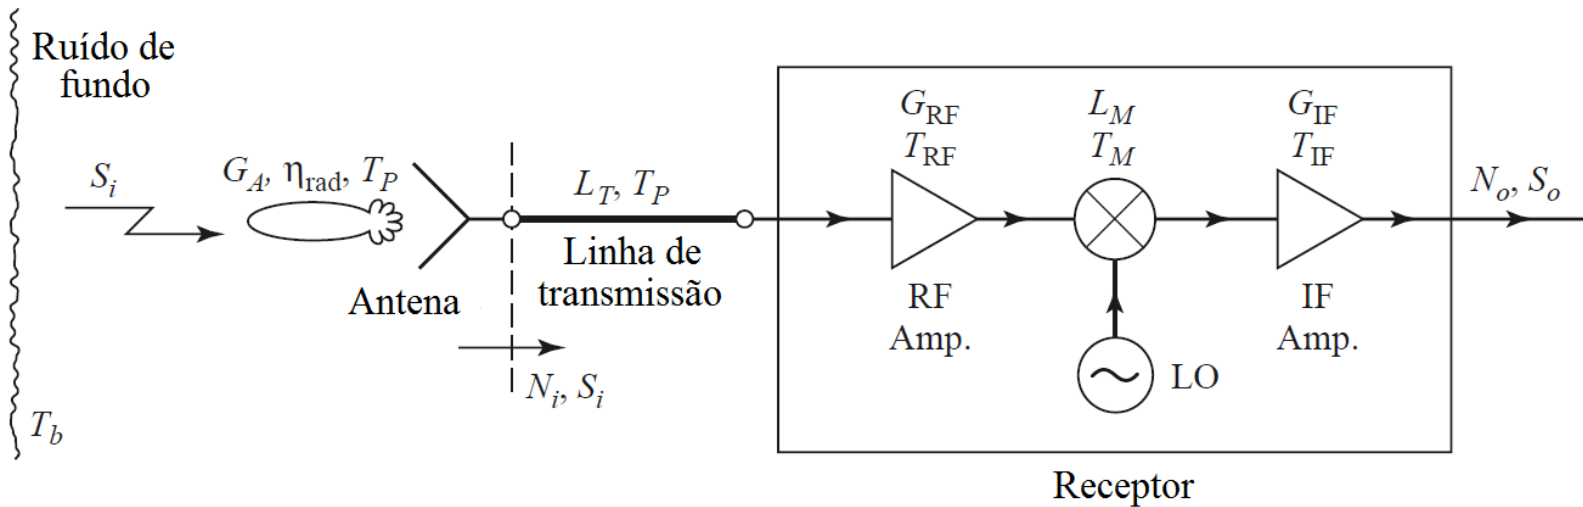 Ruído de
fundo
S_i
G_A, η_rad, T_P
L_T, T_P
Linha de
transmissão
Antena
N_i, S_i
T_b
G_RF
T_RF
RF
Amp.
L_M
T_M
LO
G_IF
T_IF
IF
Amp.
N_o, S_o
Receptor